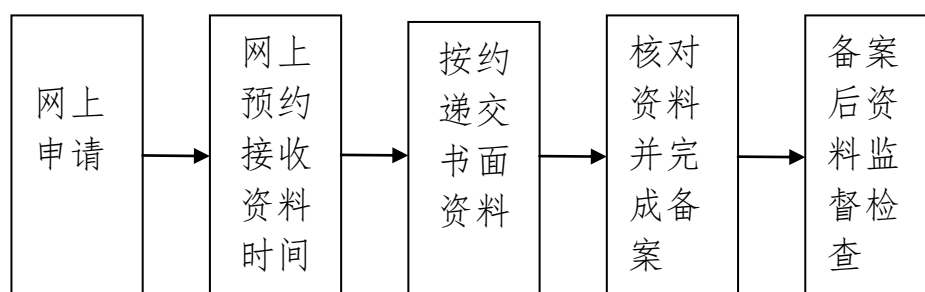 网上
申请
网上
预约
接收
资料
时间
按约
递交
书面
资料
核对
资料
并完
成备
案
备案
后资
料监
督检
查